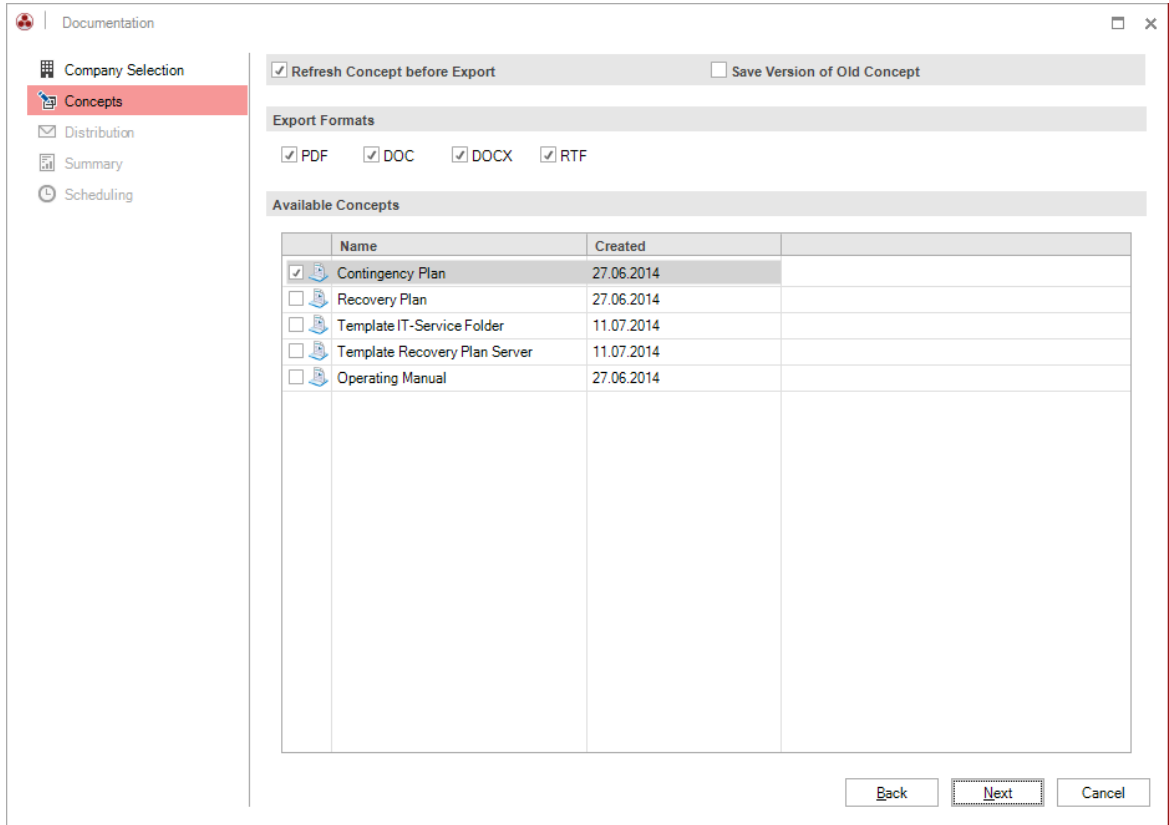 Documentation
Company Selection
Concepts
Distribution
Summary
Scheduling
Refresh Concept before Export Save Version of Old Concept
Export Formats
PDF DOC DOCX RTF
Available Concepts
Name Created
Contingency Plan 27.06.2014
Recovery Plan 27.06.2014
Template IT-Service Folder 11.07.2014
Template Recovery Plan Server 11.07.2014
Operating Manual 27.06.2014
Back Next Cancel